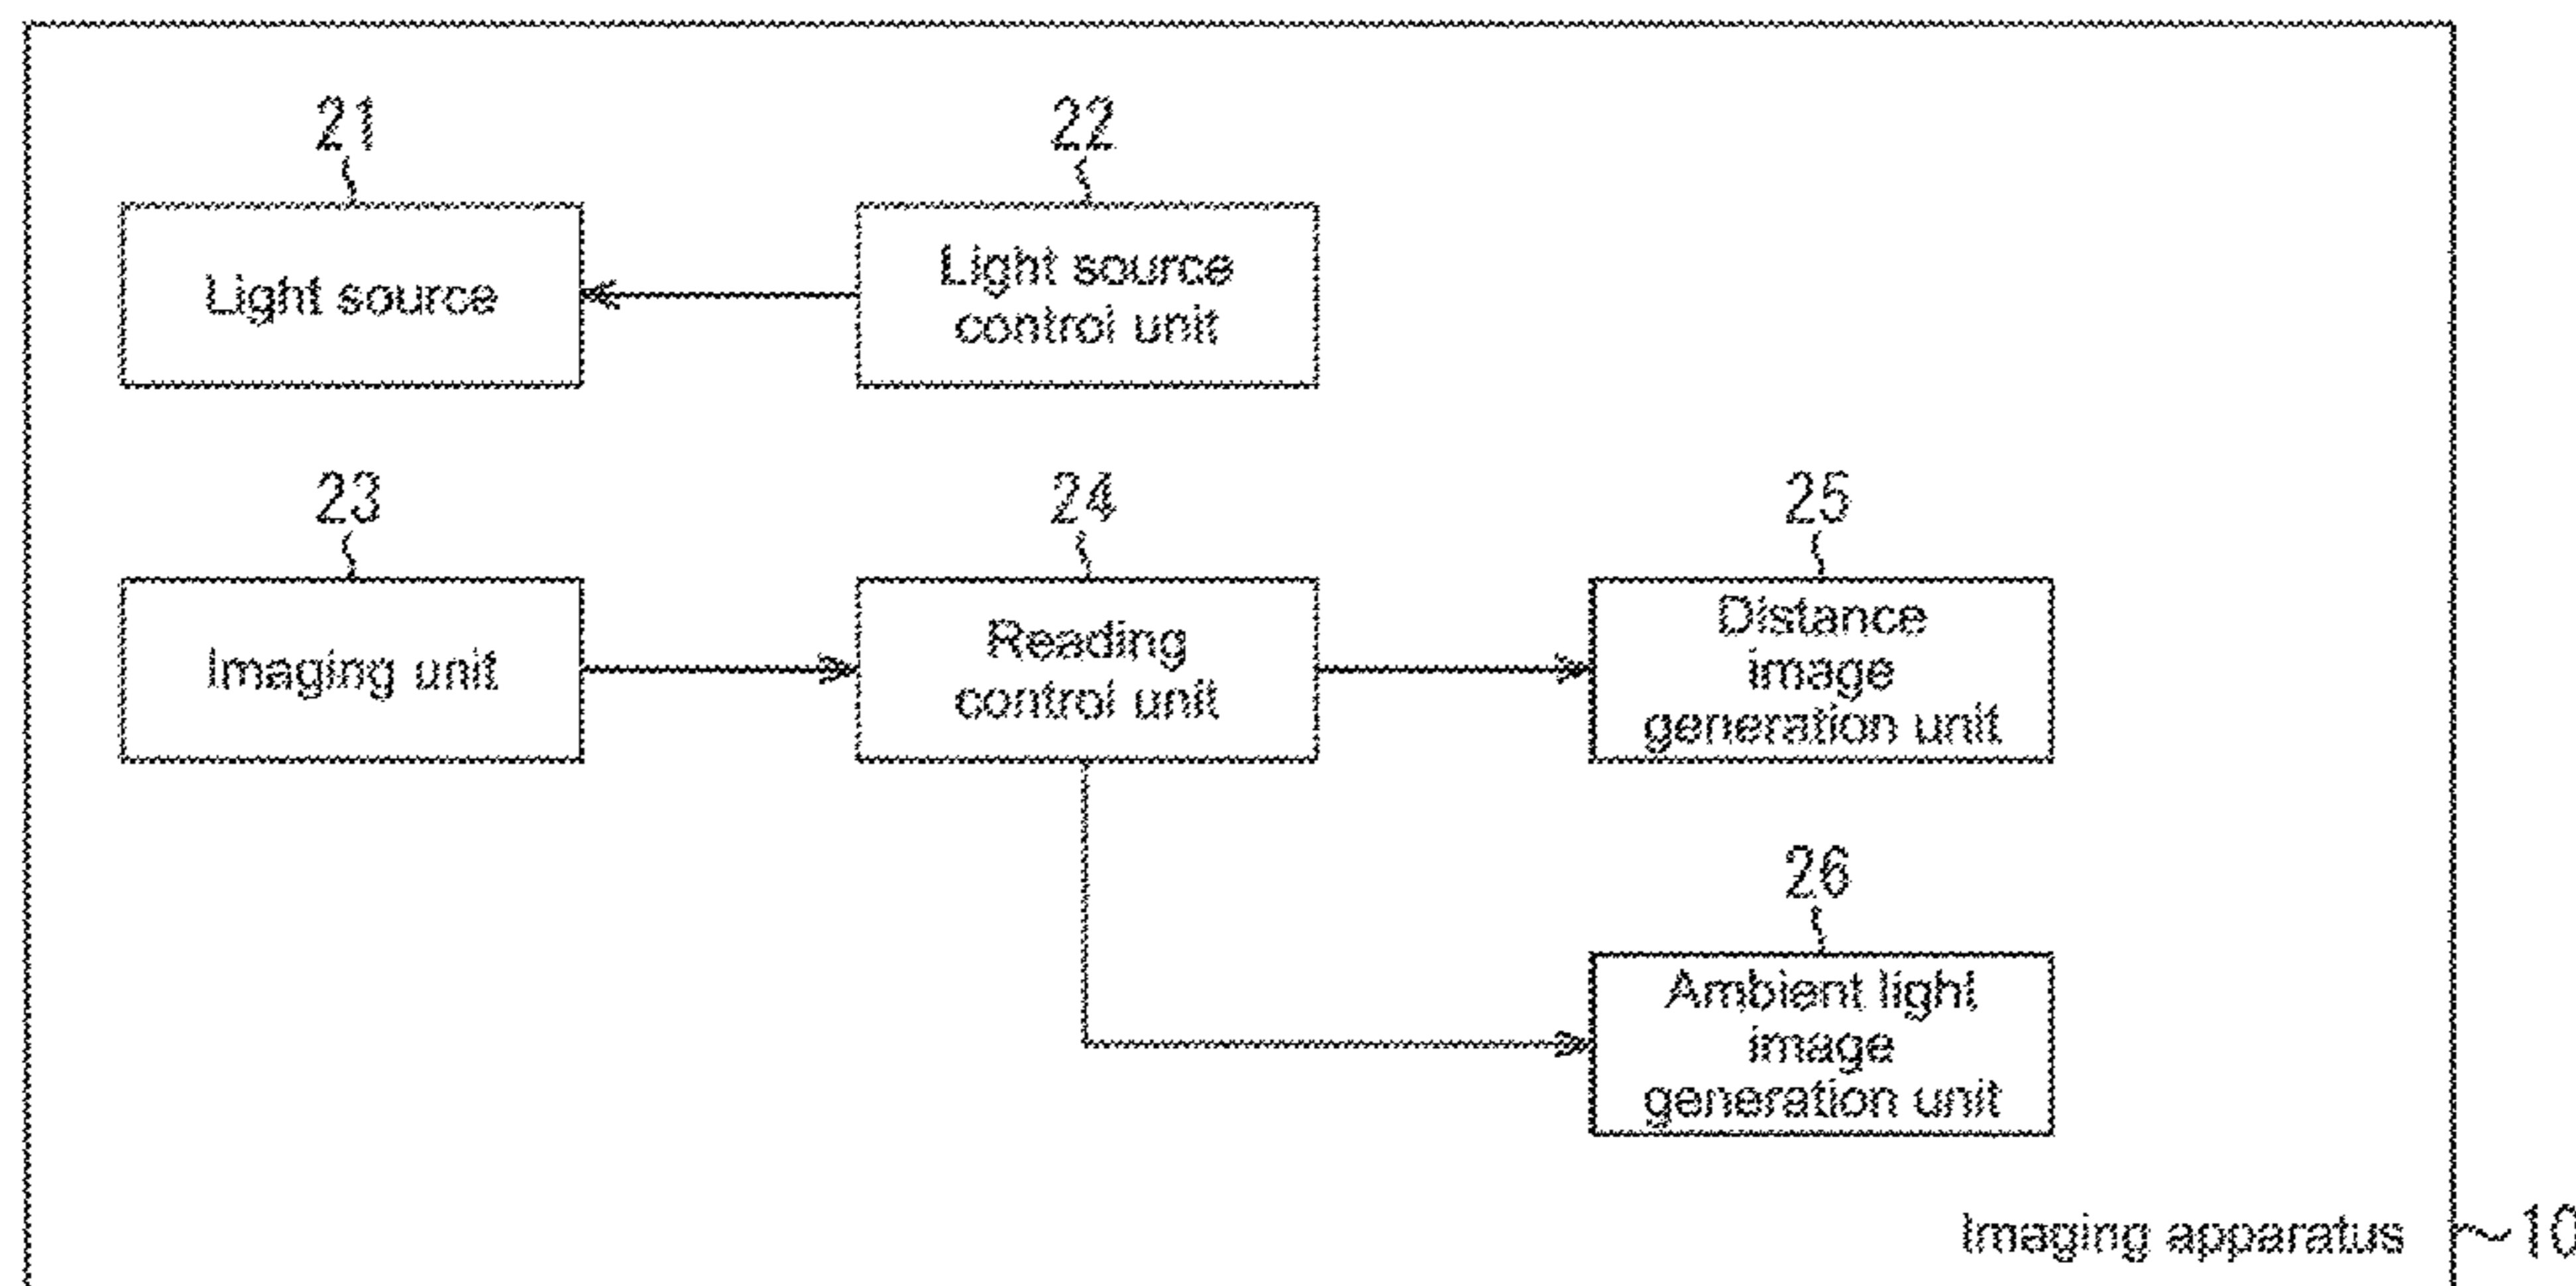 21
22
Light source
Light source
control unit
23
24
25
Imaging unit
Reading
control unit
Distance
image
generation unit
26
Ambient light
image
generation unit
Imaging apparatus
10